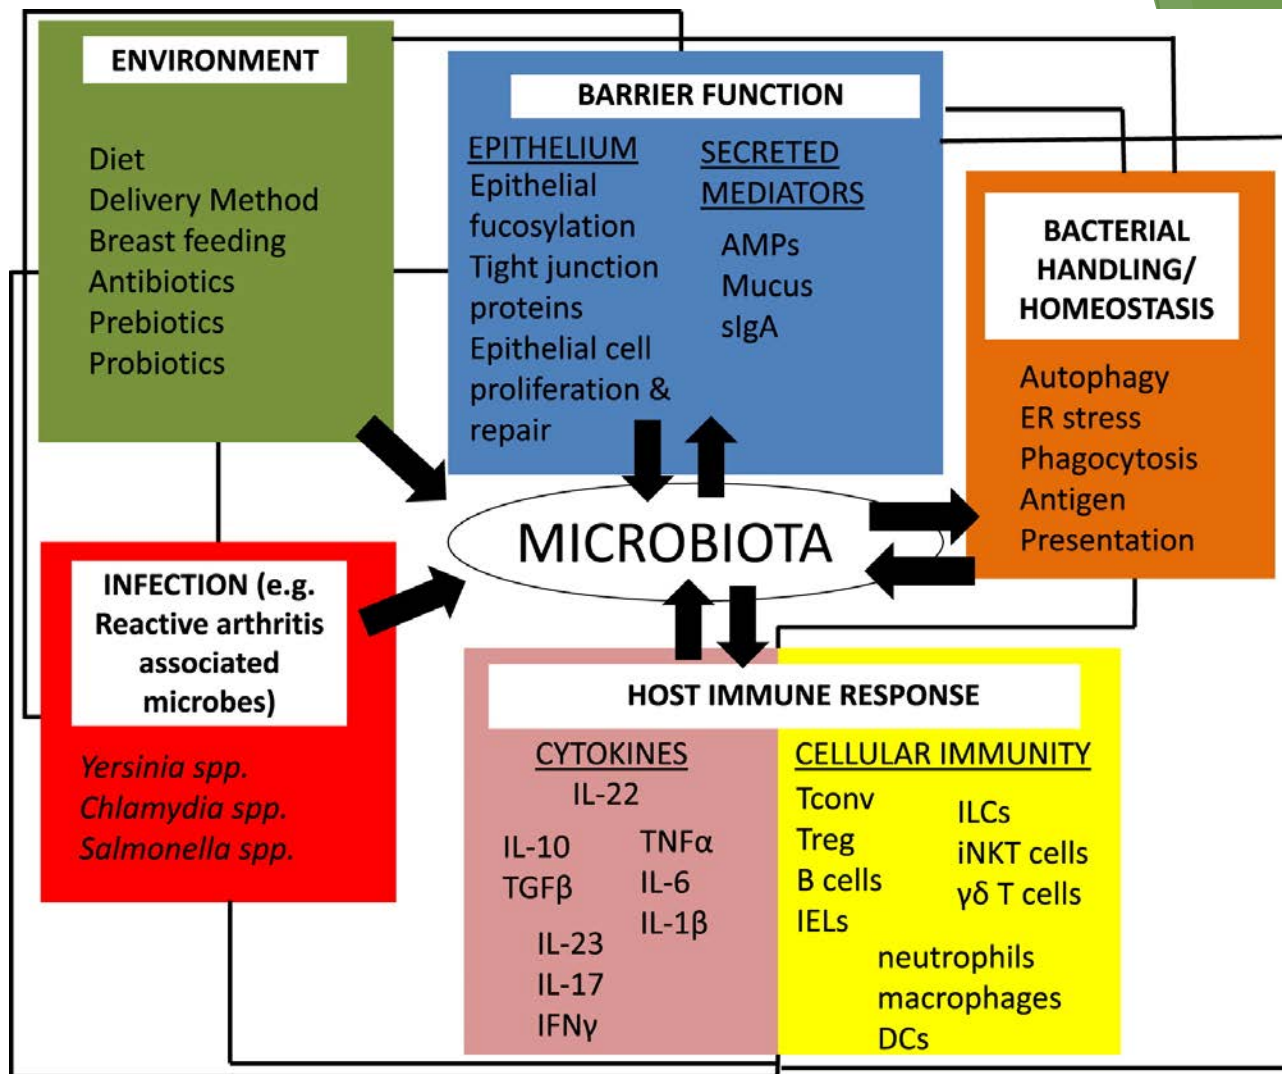 ENVIRONMENT
Diet
Delivery Method
Breast feeding
Antibiotics
Prebiotics
Probiotics
BARRIER FUNCTION
EPITHELIUM
Epithelial
fucosylation
Tight junction
proteins
Epithelial cell
proliferation &
repair
SECRETED
MEDIATORS
AMPs
Mucus
sIgA
BACTERIAL
HANDLING/
HOMEOSTASIS
Autophagy
ER stress
Phagocytosis
Antigen
Presentation
MICROBIOTA
INFECTION (e.g.
Reactive arthritis
associated
microbes)
Yersinia spp.
Chlamydia spp.
Salmonella spp.
HOST IMMUNE RESPONSE
CYTOKINES
IL-22
IL-10
TGFβ
TNFα
IL-6
IL-1β
IL-23
IL-17
IFNγ
CELLULAR IMMUNITY
Tconv
Treg
B cells
IELs
ILCs
iNKT cells
γδ T cells
neutrophils
macrophages
DCs